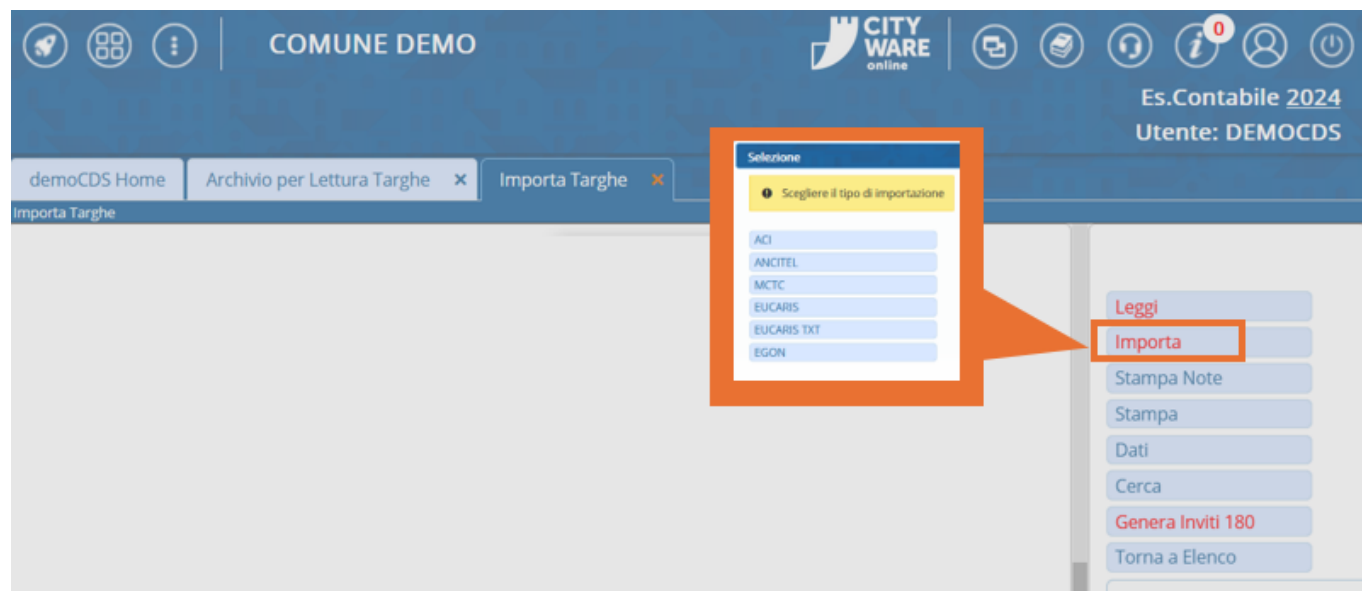 COMUNE DEMO
CITY
WARE
online
0
Es.Contabile 2024
Utente: DEMOCDS
demoCDS Home
Archivio per Lettura Targhe
Importa Targhe
Importa Targhe
Selezione
Scegliere il tipo di importazione
ACI
ANCITEL
MCTC
EUCARIS
EUCARIS TXT
EGON
Leggi
Importa
Stampa Note
Stampa
Dati
Cerca
Genera Inviti 180
Torna a Elenco